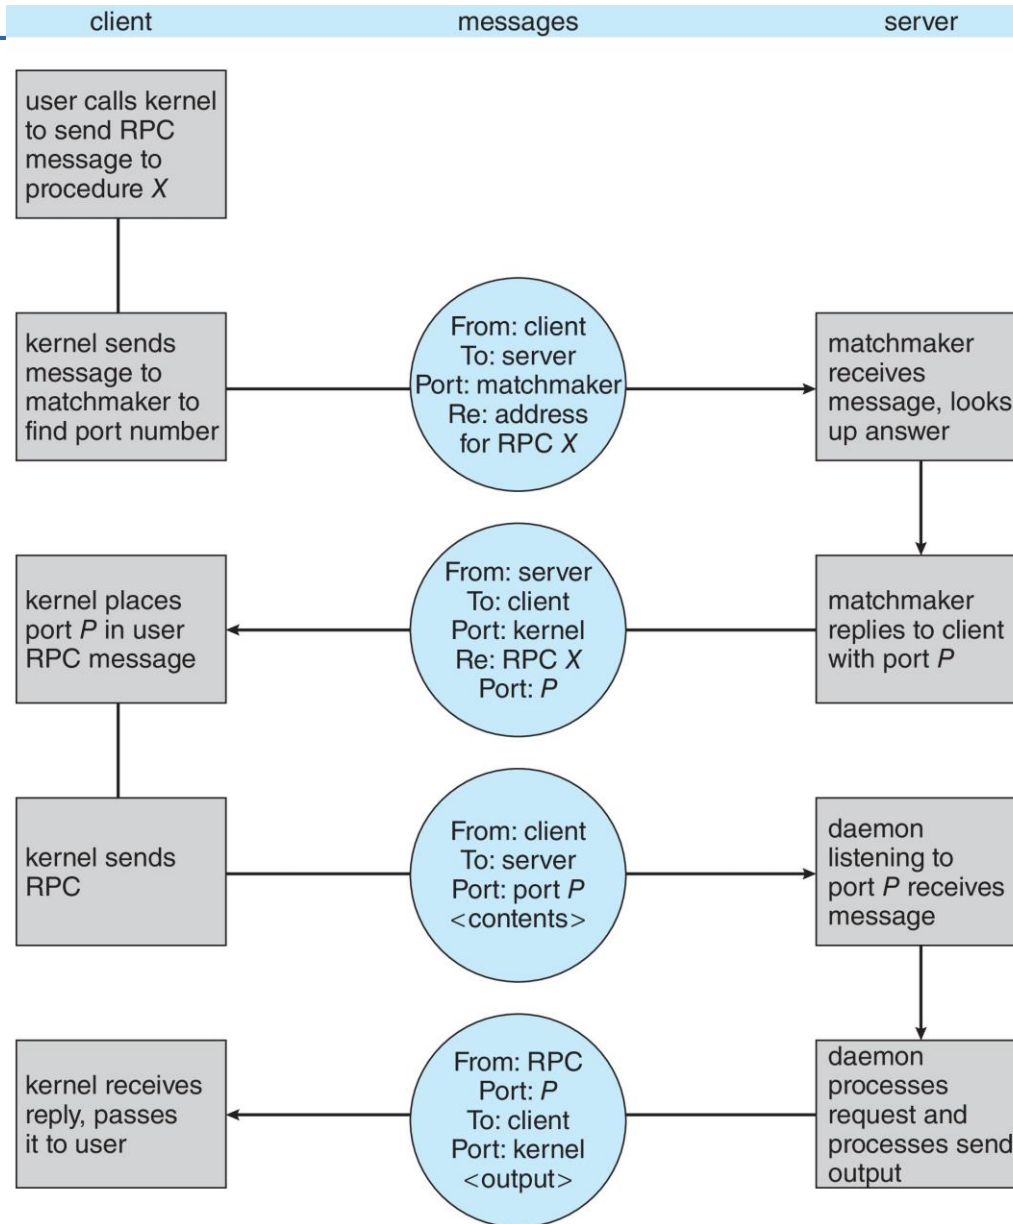 client
messages
server
user calls kernel
to send RPC
message to
procedure X
kernel sends
message to
matchmaker to
find port number
From: client
To: server
Port: matchmaker
Re: address
for RPC X
matchmaker
receives
message, looks
up answer
kernel places
port P in user
RPC message
From: server
To: client
Port: kernel
Re: RPC X
Port: P
matchmaker
replies to client
with port P
kernel sends
RPC
From: client
To: server
Port: port P
<contents>
daemon
listening to
port P receives
message
kernel receives
reply, passes
it to user
From: RPC
Port: P
To: client
Port: kernel
<output>
daemon
processes
request and
processes send
output